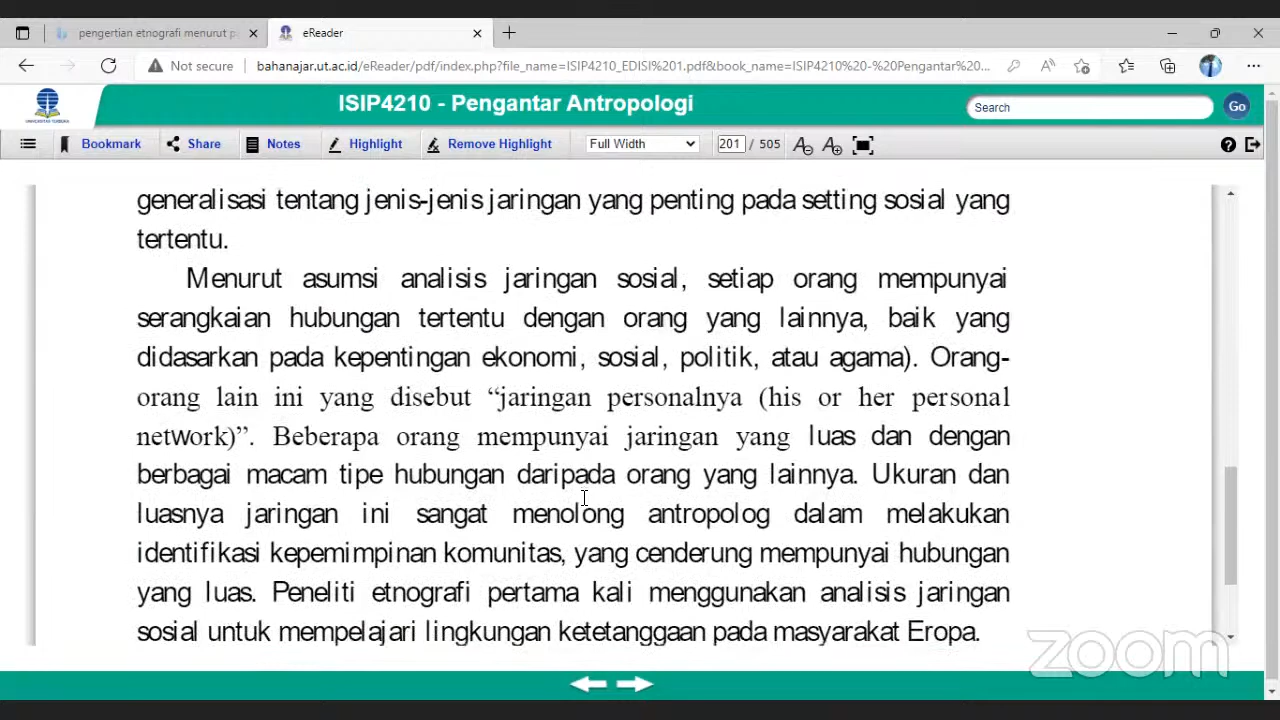 pengertian etnografi menurut p
eReader
Not secure
bahanajar.ut.ac.id/eReader/pdf/index.php?file_name=ISIP4210_EDISI%201.pdf&book_name=ISIP4210%20-%20Pengantar%20...
ISIP4210 - Pengantar Antropologi
Search
Go
Bookmark
Share
Notes
Highlight
Remove Highlight
Full Width
201 / 505
generalisasi tentang jenis-jenis jaringan yang penting pada setting sosial yang
tertentu.
Menurut asumsi analisis jaringan sosial, setiap orang mempunyai
serangkaian hubungan tertentu dengan orang yang lainnya, baik yang
didasarkan pada kepentingan ekonomi, sosial, politik, atau agama). Orang-
orang lain ini yang disebut “jaringan personalnya (his or her personal
network)”. Beberapa orang mempunyai jaringan yang luas dan dengan
berbagai macam tipe hubungan daripada orang yang lainnya. Ukuran dan
luasnya jaringan ini sangat menolong antropolog dalam melakukan
identifikasi kepemimpinan komunitas, yang cenderung mempunyai hubungan
yang luas. Peneliti etnografi pertama kali menggunakan analisis jaringan
sosial untuk mempelajari lingkungan ketetanggaan pada masyarakat Eropa.
zoom